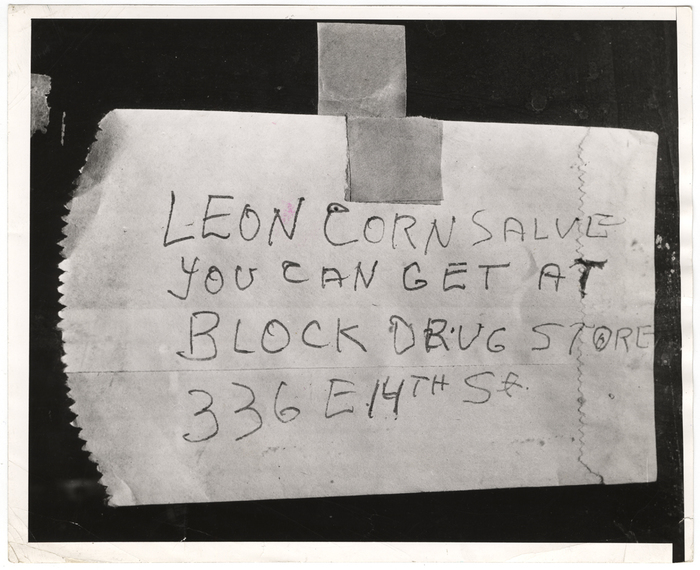 LEON CORN SALVE
YOU CAN GET AT
BLOCK DRUG STORE
336 E 14TH St.